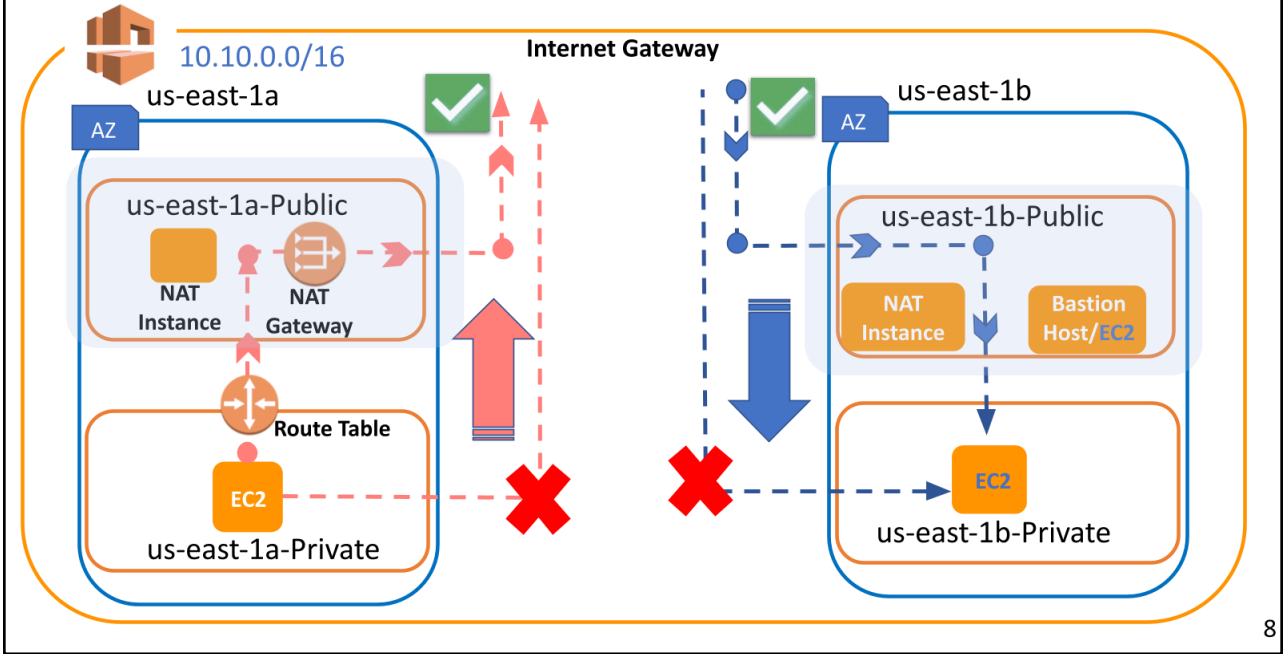 Internet Gateway
10.10.0.0/16
us-east-1a
AZ
us-east-1a-Public
NAT
Instance
NAT
Gateway
Route Table
EC2
us-east-1a-Private
us-east-1b
AZ
us-east-1b-Public
NAT
Instance
Bastion
Host/EC2
EC2
us-east-1b-Private
8